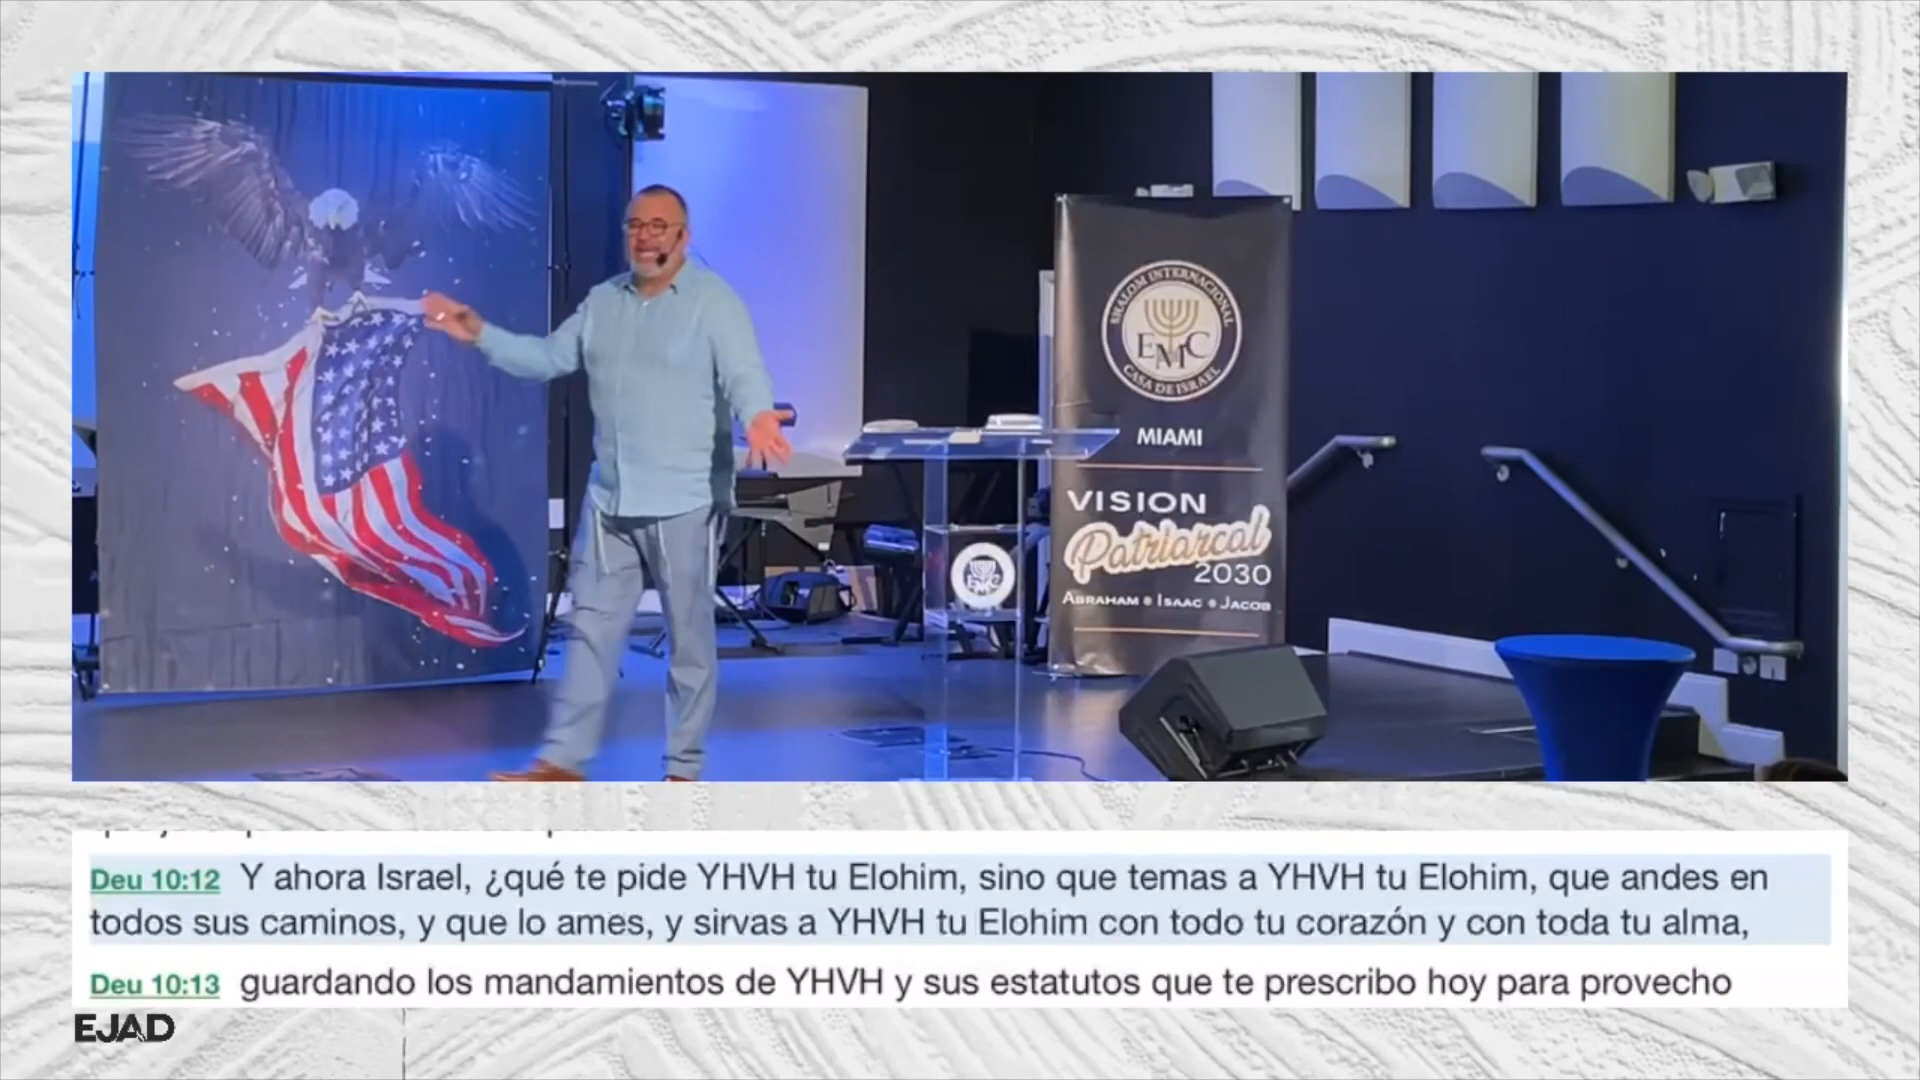 SHALOM INTERNACIONAL
EMC
CASA DE ISRAEL
MIAMI
VISION
Patriarcal
2030
ABRAHAM • ISAAC • JACOB
EMC
Deu 10:12 Y ahora Israel, ¿qué te pide YHVH tu Elohim, sino que temas a YHVH tu Elohim, que andes en
todos sus caminos, y que lo ames, y sirvas a YHVH tu Elohim con todo tu corazón y con toda tu alma,
Deu 10:13 guardando los mandamientos de YHVH y sus estatutos que te prescribo hoy para provecho
EJAD